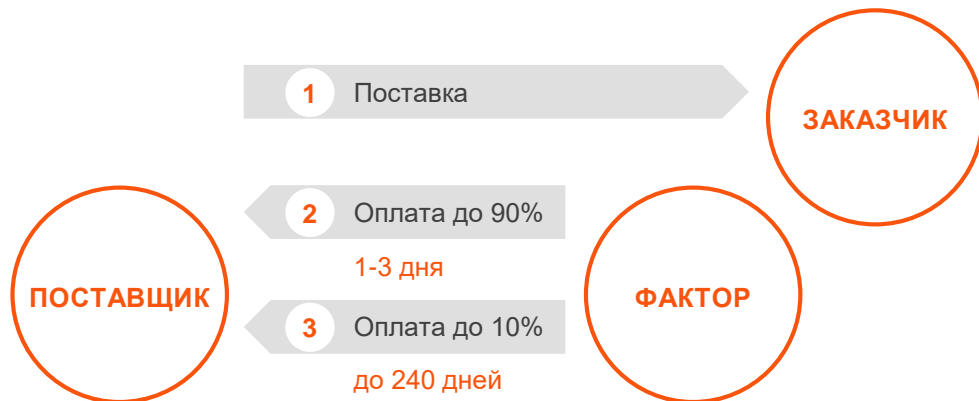 1 Поставка
ЗАКАЗЧИК
2 Оплата до 90%
1-3 дня
ПОСТАВЩИК
ФАКТОР
3 Оплата до 10%
до 240 дней